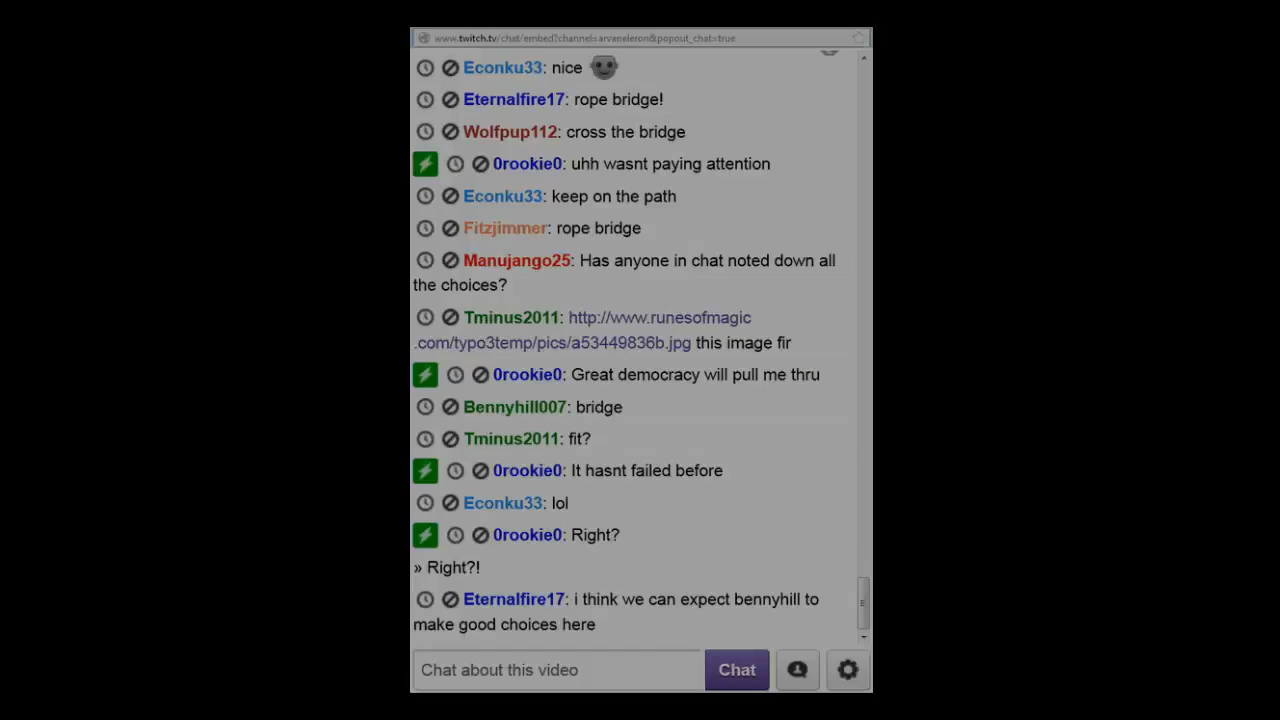 www.twitch.tv/chat/embed?channel=arvaneleron&popout_chat=true
Econku33: nice
Eternalfire17: rope bridge!
Wolfpup112: cross the bridge
0rookie0: uhh wasnt paying attention
Econku33: keep on the path
Fitzjimmer: rope bridge
Manujango25: Has anyone in chat noted down all
the choices?
Tminus2011: http://www.runesofmagic
.com/typo3temp/pics/a53449836b.jpg this image fir
0rookie0: Great democracy will pull me thru
Bennyhill007: bridge
Tminus2011: fit?
0rookie0: It hasnt failed before
Econku33: lol
0rookie0: Right?
» Right?!
Eternalfire17: i think we can expect bennyhill to
make good choices here
Chat about this video
Chat